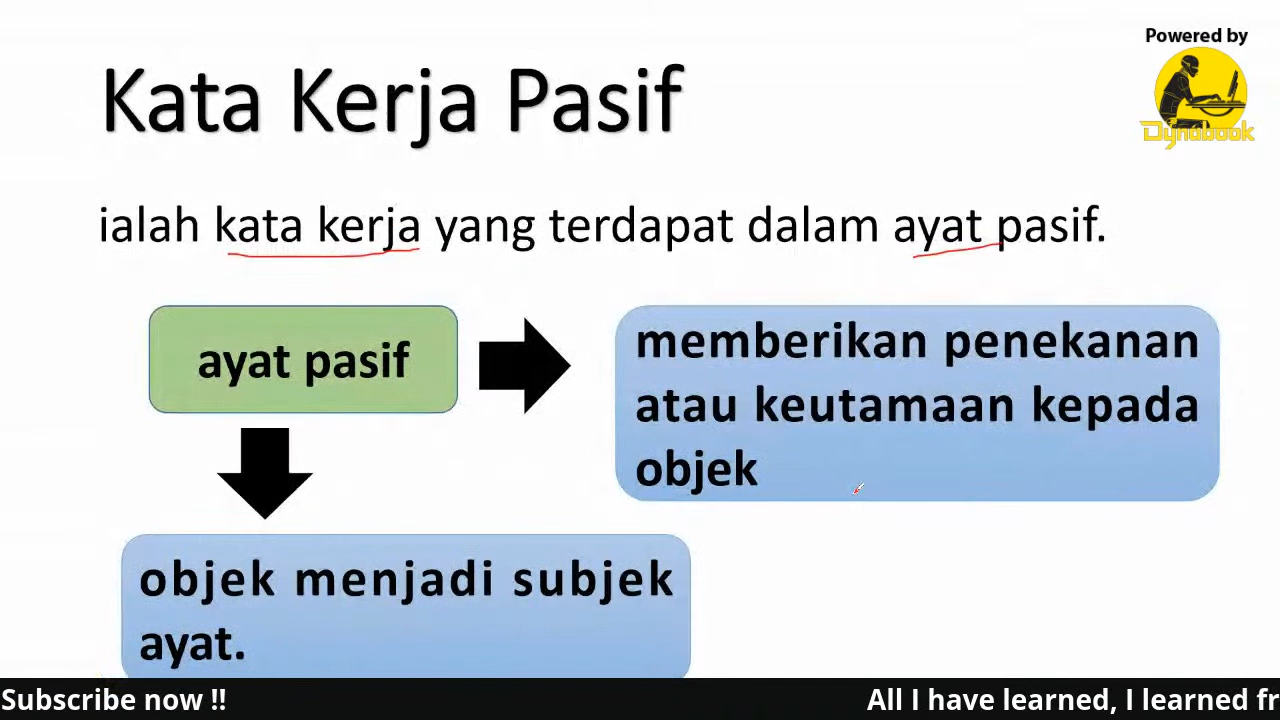 Powered by
Dynabook
Kata Kerja Pasif
ialah kata kerja yang terdapat dalam ayat pasif.
ayat pasif
memberikan penekanan
atau keutamaan kepada
objek
objek menjadi subjek
ayat.
Subscribe now !!
All I have learned, I learned fr